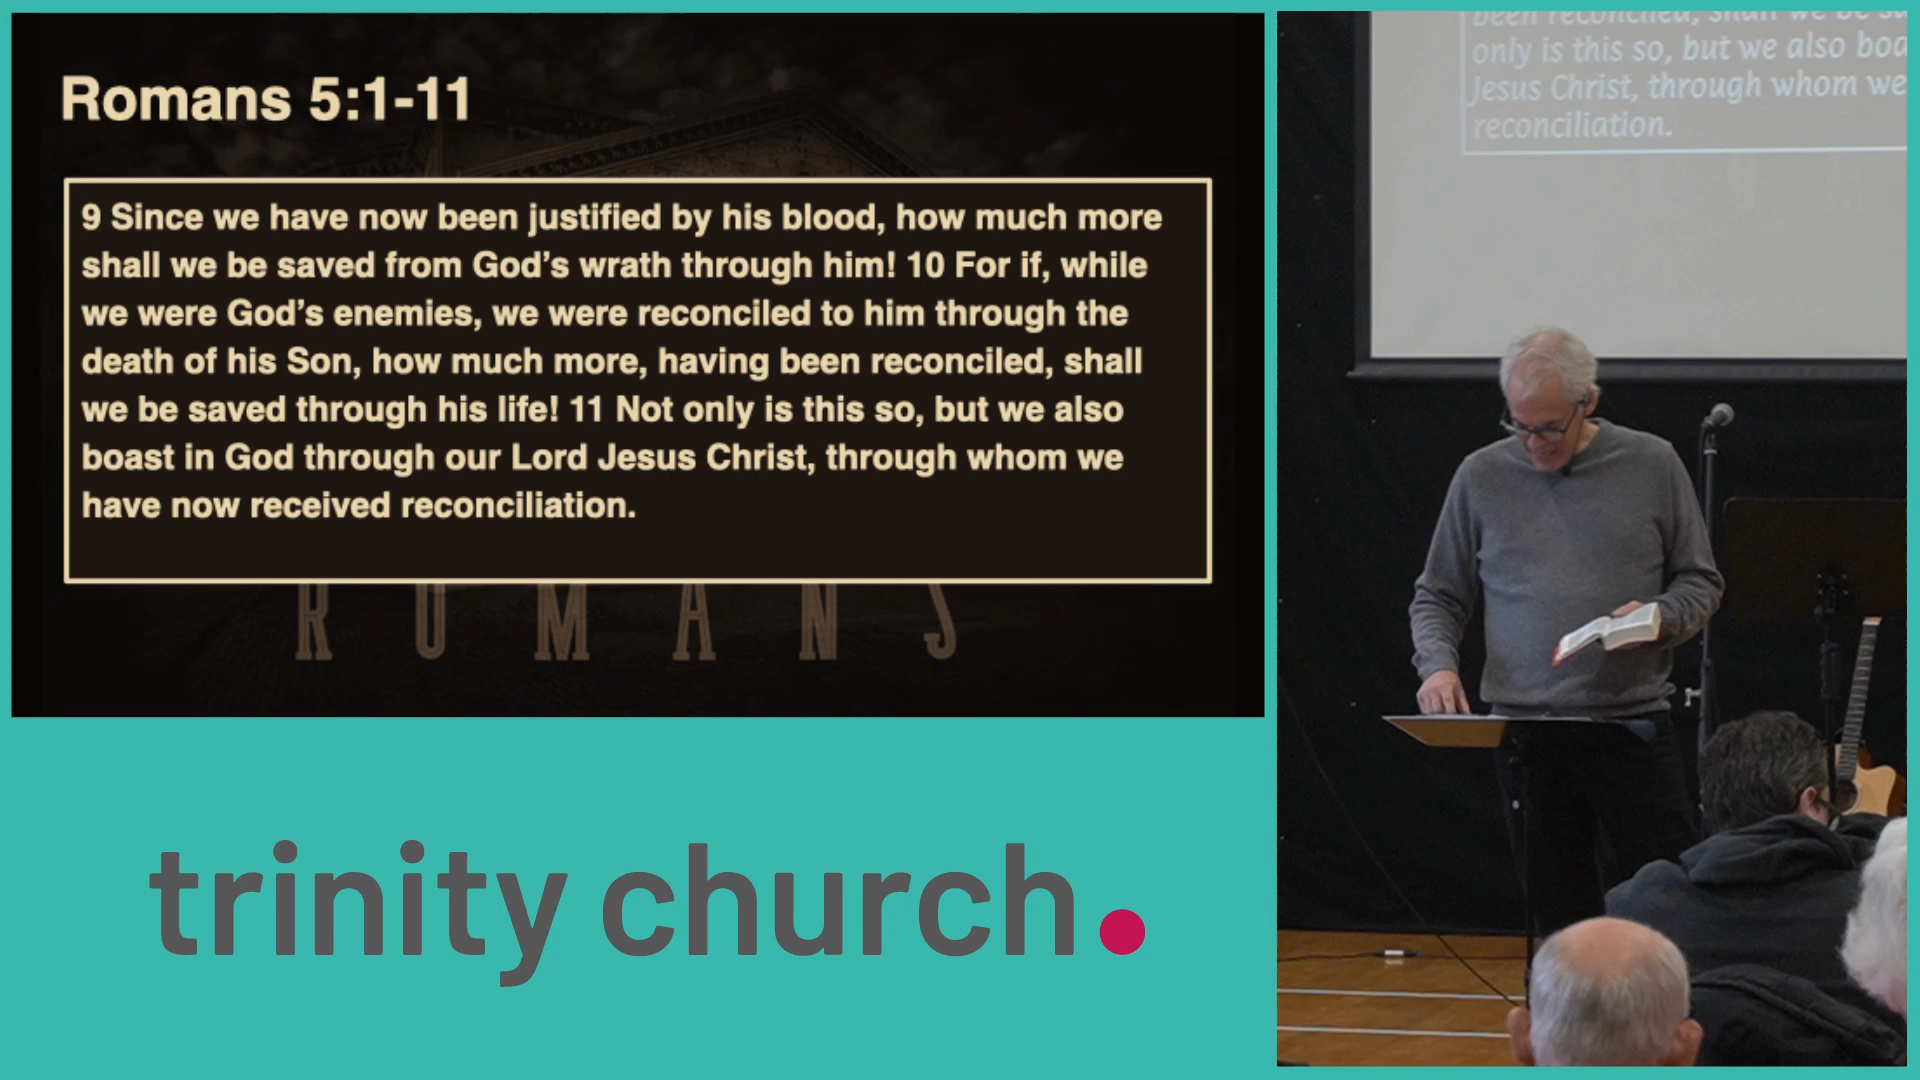 Romans 5:1-11
9 Since we have now been justified by his blood, how much more
shall we be saved from God’s wrath through him! 10 For if, while
we were God’s enemies, we were reconciled to him through the
death of his Son, how much more, having been reconciled, shall
we be saved through his life! 11 Not only is this so, but we also
boast in God through our Lord Jesus Christ, through whom we
have now received reconciliation.
ROMANS
trinity church.
been reconciled, shall we be
only is this so, but we also
Jesus Christ, through whom we
reconciliation.